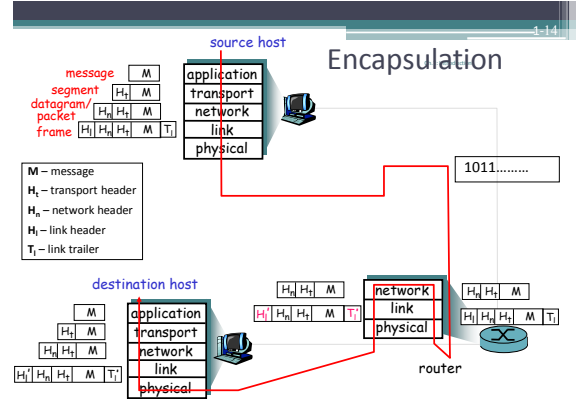 1-14
Encapsulation
source host
message M
segment Ht M
datagram/
packet Hn Ht M
frame Hl Hn Ht M Tl
application
transport
network
link
physical
1011.........
M – message
Ht – transport header
Hn – network header
Hl – link header
Tl – link trailer
destination host
M
Ht M
Hn Ht M
Hl' Hn Ht M Tl'
application
transport
network
link
physical
Hn Ht M
Hl' Hn Ht M Tl'
network
link
physical
Hn Ht M
Hl Hn Ht M Tl
router